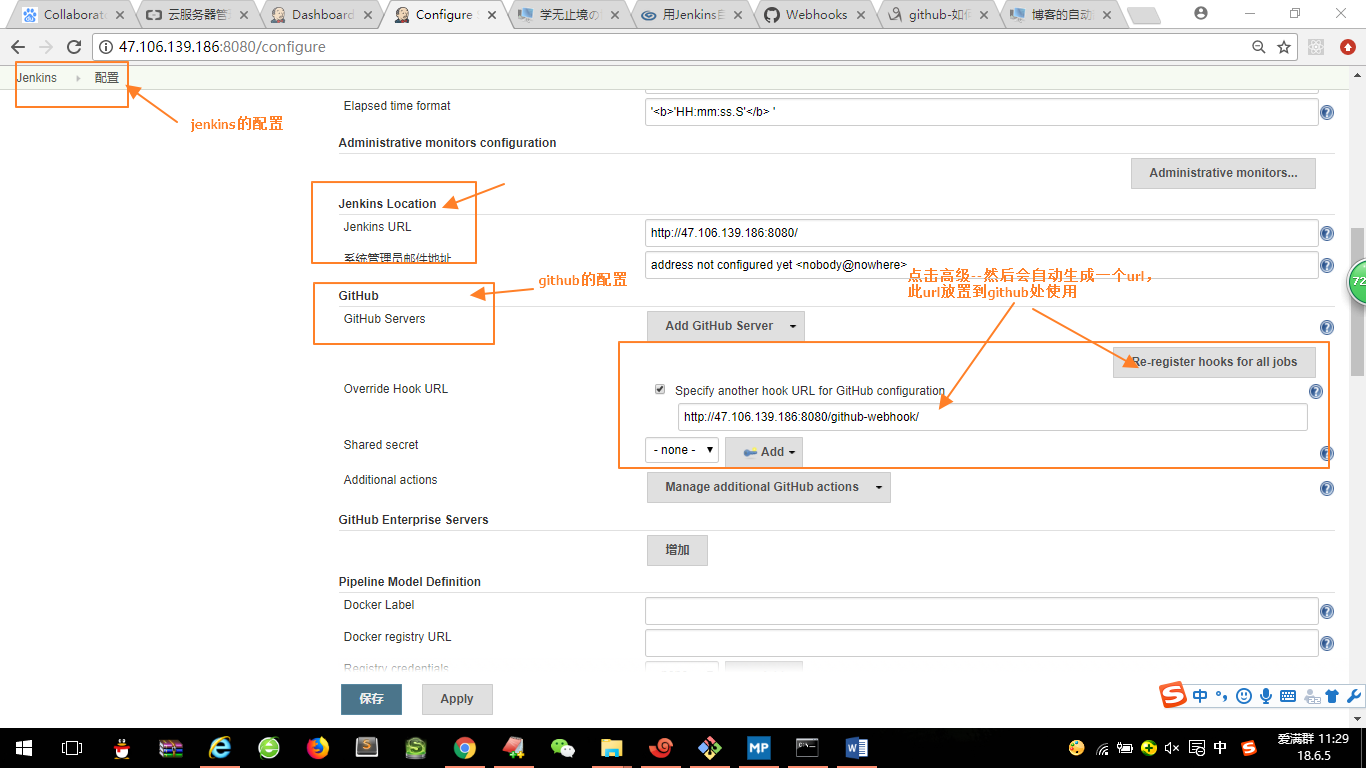 Collaborat
云服务器管
Dashboard
Configure
学无止境の
用Jenkins自
Webhooks
github-如何
博客的自动
47.106.139.186:8080/configure
Jenkins
配置
jenkins的配置
Elapsed time format
'<b>'HH:mm:ss.S'</b> '
Administrative monitors configuration
Administrative monitors...
Jenkins Location
Jenkins URL
http://47.106.139.186:8080/
系统管理员邮件地址
address not configured yet <nobody@nowhere>
github的配置
点击高级--然后会自动生成一个url，
此url放置到github处使用
GitHub
GitHub Servers
Add GitHub Server
Re-register hooks for all jobs
Override Hook URL
Specify another hook URL for GitHub configuration
http://47.106.139.186:8080/github-webhook/
Shared secret
- none -
Add
Additional actions
Manage additional GitHub actions
GitHub Enterprise Servers
增加
Pipeline Model Definition
Docker Label
Docker registry URL
Registry credentials
保存
Apply
72
中
爱满群 11:29
18.6.5
MP
中